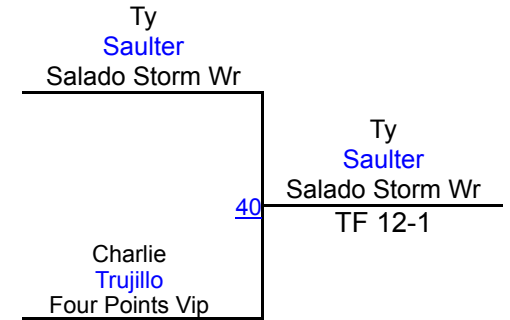 Ty
Saulter
Salado Storm Wr
Ty
Saulter
Salado Storm Wr
40
TF 12-1
Charlie
Trujillo
Four Points Vip